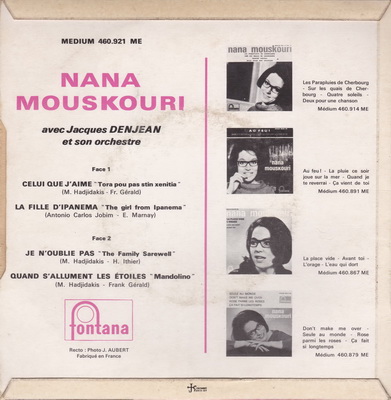 MEDIUM 460.921 ME
NANA
MOUSKOURI
avec Jacques DENJEAN
et son orchestre
Face 1
CELUI QUE J'AIME "Tora pou pas stin xenitia"
(M. Hadjidakis - Fr. Gérald)
LA FILLE D'IPANEMA "The girl from Ipanema"
(Antonio Carlos Jobim - E. Marnay)
Face 2
JE N'OUBLIE PAS "The Family Sarewell"
(M. Hadjidakis - H. Ithier)
QUAND S'ALLUMENT LES ÉTOILES "Mandolino"
(M. Hadjidakis - Frank Gérald)
fontana
Recto : Photo J. AUBERT
Fabriqué en France
nana mouskouri
Les Parapluies de Cherbourg
- Sur les quais de Cher-
bourg - Quatre soleils -
Deux pour une chanson
Médium 460.914 ME
AU FEU!
NANA
MOUSKOURI
Au feu ! - La pluie ce soir
joue sur la mer - Quand je
te reverrai - Ça vient de toi
Médium 460.891 ME
nana
mouskouri
La place vide - Avant toi -
L'orage - L'eau qui dort
Médium 460.867 ME
Don't make me over -
Seule au monde - Rose
parmi les roses - Ça fait
si longtemps
Médium 460.879 ME